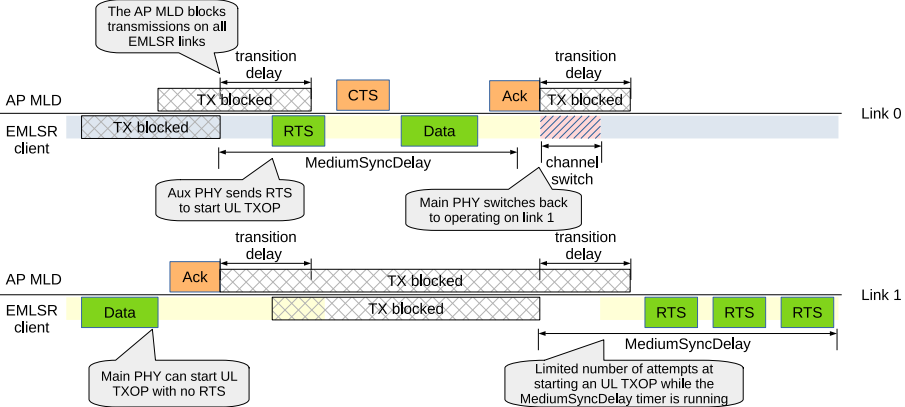 The AP MLD blocks
transmissions on all
EMLSR links
transition
delay
transition
delay
AP MLD
TX blocked
CTS
Ack
TX blocked
Link 0
EMLSR
client
TX blocked
RTS
Data
MediumSyncDelay
channel
switch
Aux PHY sends RTS
to start UL TXOP
Main PHY switches back
to operating on link 1
transition
delay
transition
delay
AP MLD
Ack
TX blocked
Link 1
EMLSR
client
Data
TX blocked
RTS
RTS
RTS
MediumSyncDelay
Main PHY can start UL
TXOP with no RTS
Limited number of attempts at
starting an UL TXOP while the
MediumSyncDelay timer is running